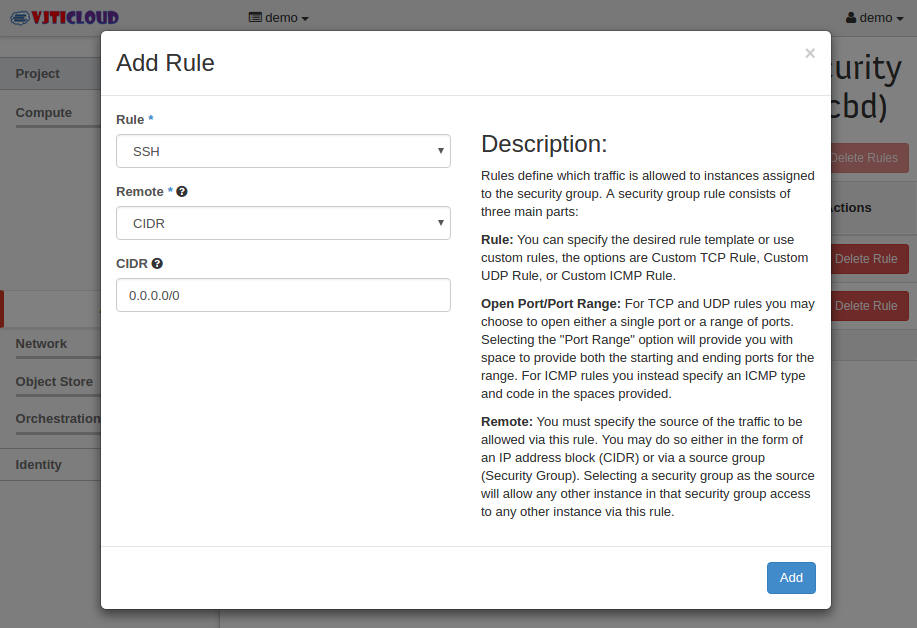 VJTICLOUD
demo
demo
Project
Compute
Network
Object Store
Orchestration
Identity
urity
cbd)
Delete Rules
ctions
Delete Rule
Delete Rule
Add Rule
×
Rule *
SSH
Remote *
CIDR
CIDR
0.0.0.0/0
Description:
Rules define which traffic is allowed to instances assigned
to the security group. A security group rule consists of
three main parts:
Rule: You can specify the desired rule template or use
custom rules, the options are Custom TCP Rule, Custom
UDP Rule, or Custom ICMP Rule.
Open Port/Port Range: For TCP and UDP rules you may
choose to open either a single port or a range of ports.
Selecting the "Port Range" option will provide you with
space to provide both the starting and ending ports for the
range. For ICMP rules you instead specify an ICMP type
and code in the spaces provided.
Remote: You must specify the source of the traffic to be
allowed via this rule. You may do so either in the form of
an IP address block (CIDR) or via a source group
(Security Group). Selecting a security group as the source
will allow any other instance in that security group access
to any other instance via this rule.
Add